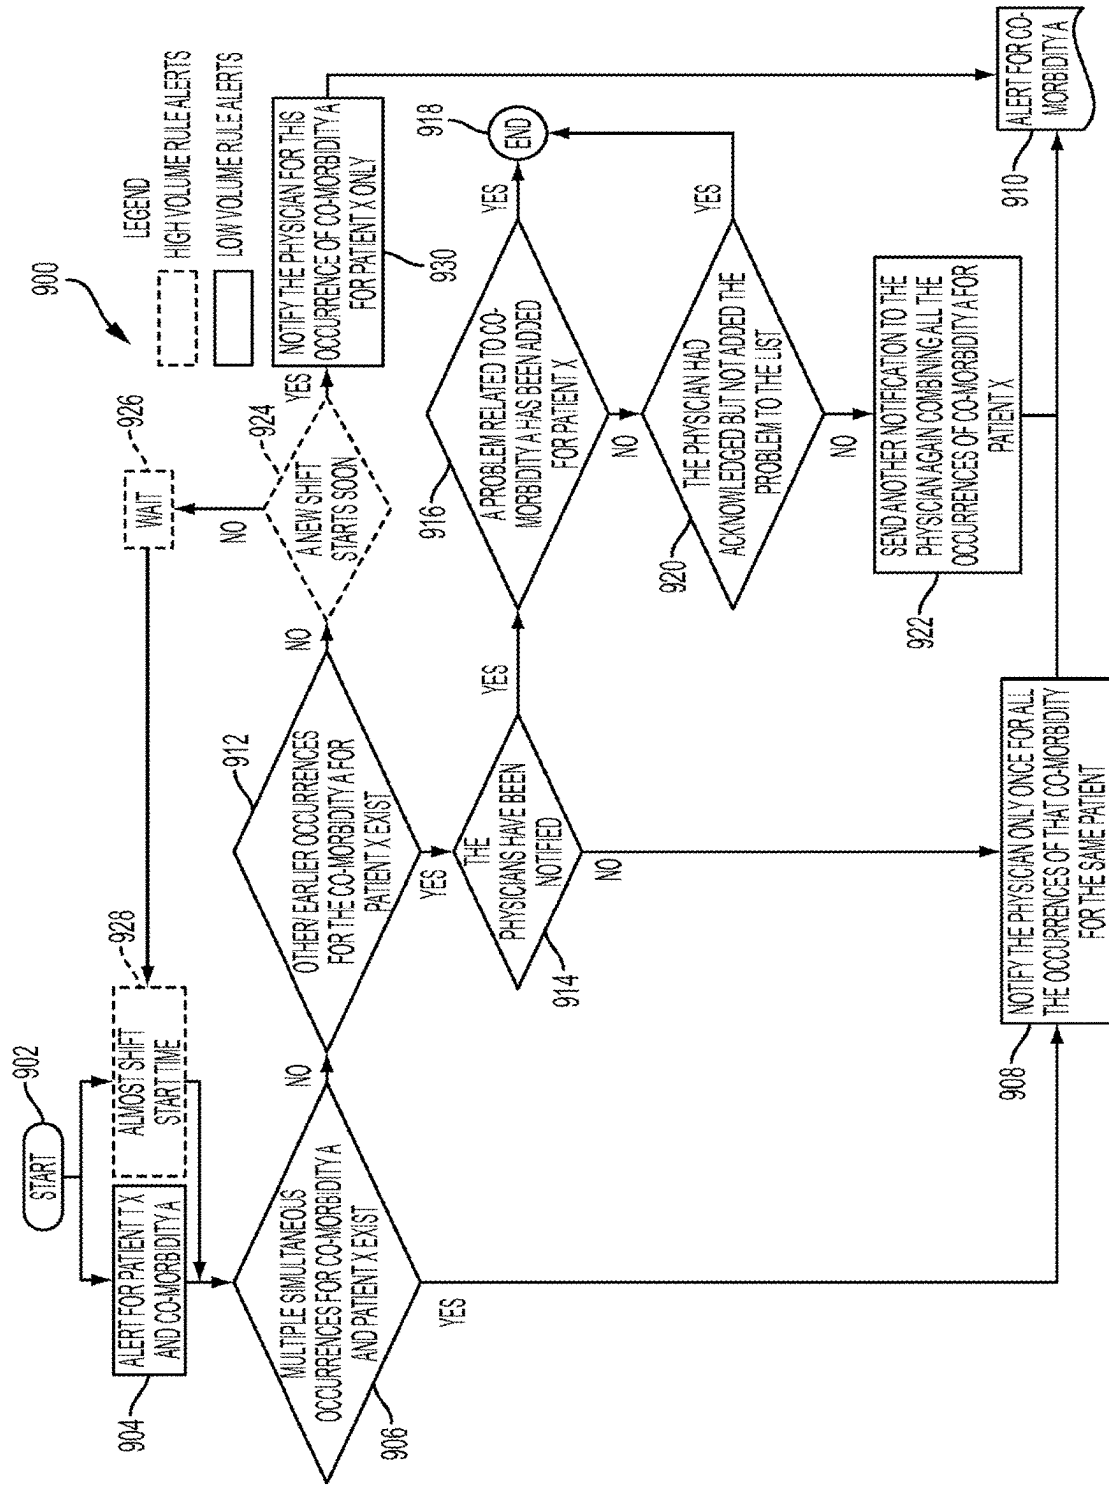 900
LEGEND
HIGH VOLUME RULE ALERTS
LOW VOLUME RULE ALERTS
START
902
ALERT FOR PATIENT T X
AND CO-MORBIDITY A
904
ALMOST SHIFT
START TIME
928
WAIT
926
MULTIPLE SIMULTANEOUS
OCCURRENCES FOR CO-MORBIDITY A
AND PATIENT X EXIST
906
NO
YES
OTHER/ EARLIER OCCURRENCES
FOR THE CO-MORBIDITY A FOR
PATIENT X EXIST
912
NO
YES
A NEW SHIFT
STARTS SOON
924
NO
YES
NOTIFY THE PHYSICIAN FOR THIS
OCCURRENCE OF CO-MORBIDITY A
FOR PATIENT X ONLY
930
THE
PHYSICIANS HAVE BEEN
NOTIFIED
914
YES
NO
A PROBLEM RELATED TO CO-
MORBIDITY A HAS BEEN ADDED
FOR PATIENT X
916
YES
NO
END
918
THE PHYSICIAN HAD
ACKNOWLEDGED BUT NOT ADDED THE
PROBLEM TO THE LIST
920
YES
NO
SEND ANOTHER NOTIFICATION TO THE
PHYSICIAN AGAIN COMBINING ALL THE
OCCURRENCES OF CO-MORBIDITY A FOR
PATIENT X
922
NOTIFY THE PHYSICIAN ONLY ONCE FOR ALL
THE OCCURRENCES OF THAT CO-MORBIDITY
FOR THE SAME PATIENT
908
ALERT FOR CO-
MORBIDITY A
910